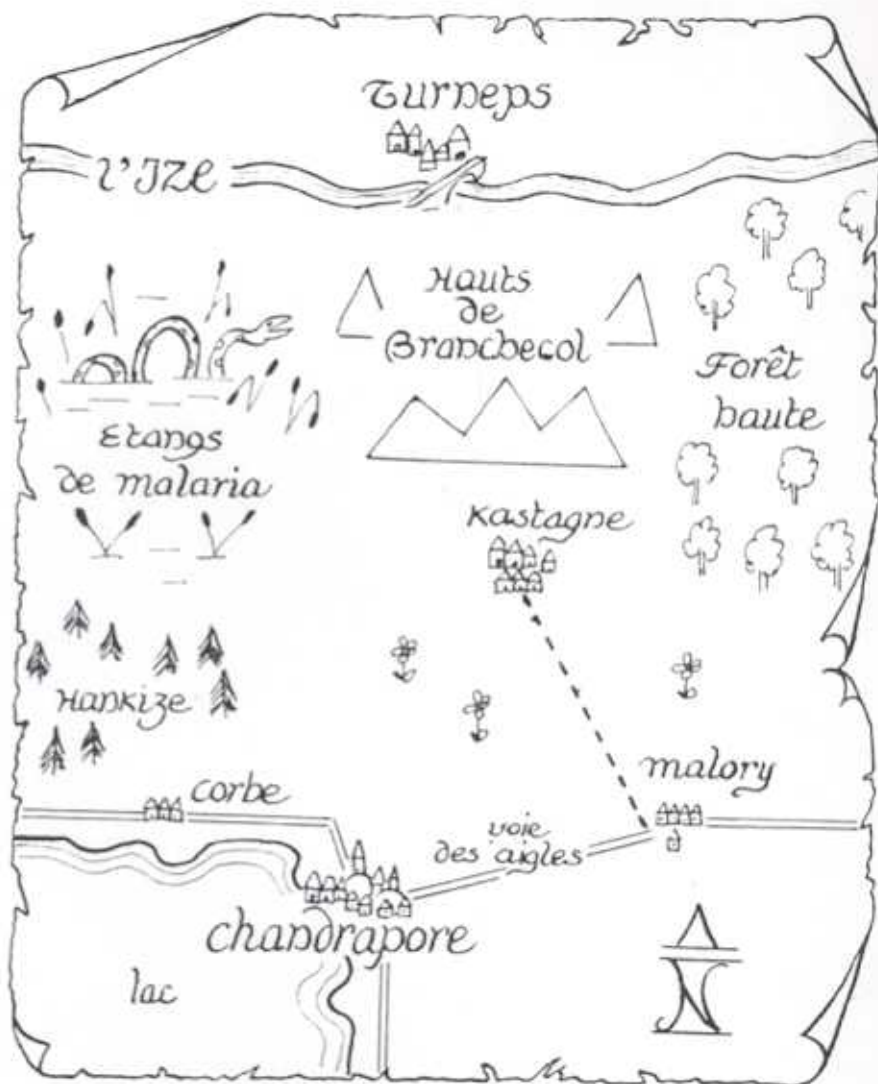 Turneps
l'IZE
Hauts
de
Branchecol
Forêt
haute
Etangs
de malaria
Kastagne
Hankize
malory
corbe
voie
des aigles
chandrapore
lac
N